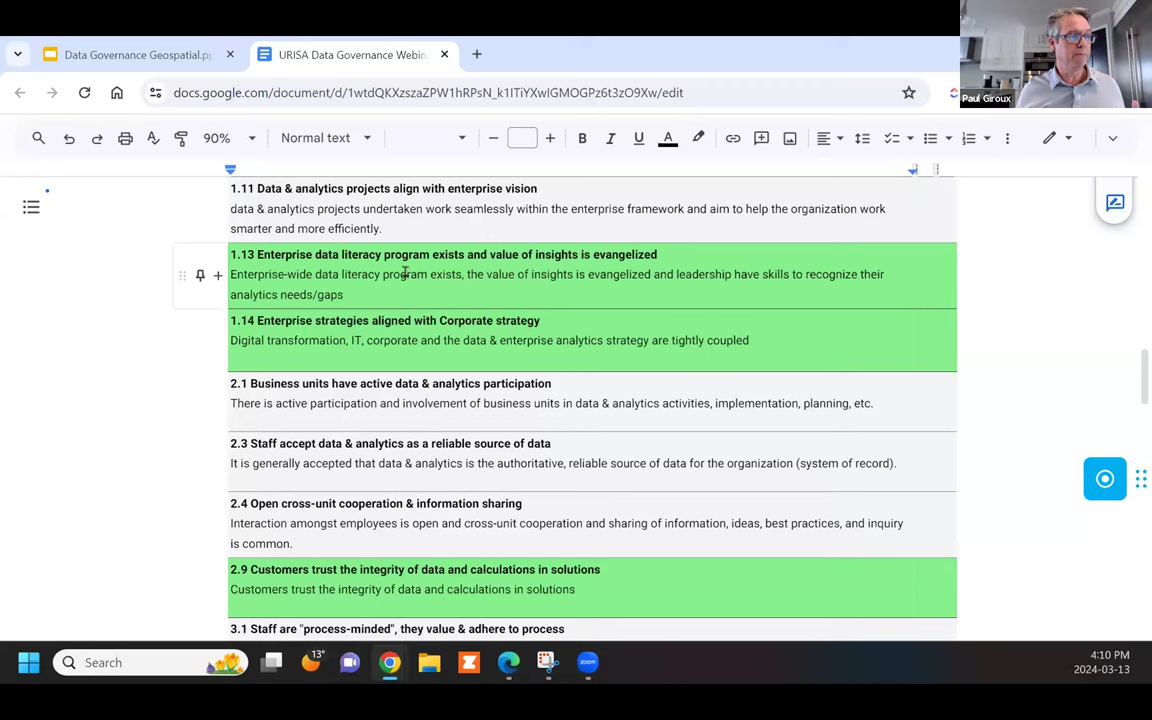 Data Governance Geospatial.pp
URISA Data Governance Webin
docs.google.com/document/d/1wtdQKXzszaZPW1hRPsN_k1ITiYXwIGMOGPz6t3zO9Xw/edit
Paul Giroux
90%
Normal text
B I U A
1.11 Data & analytics projects align with enterprise vision
data & analytics projects undertaken work seamlessly within the enterprise framework and aim to help the organization work
smarter and more efficiently.
1.13 Enterprise data literacy program exists and value of insights is evangelized
Enterprise-wide data literacy program exists, the value of insights is evangelized and leadership have skills to recognize their
analytics needs/gaps
1.14 Enterprise strategies aligned with Corporate strategy
Digital transformation, IT, corporate and the data & enterprise analytics strategy are tightly coupled
2.1 Business units have active data & analytics participation
There is active participation and involvement of business units in data & analytics activities, implementation, planning, etc.
2.3 Staff accept data & analytics as a reliable source of data
It is generally accepted that data & analytics is the authoritative, reliable source of data for the organization (system of record).
2.4 Open cross-unit cooperation & information sharing
Interaction amongst employees is open and cross-unit cooperation and sharing of information, ideas, best practices, and inquiry
is common.
2.9 Customers trust the integrity of data and calculations in solutions
Customers trust the integrity of data and calculations in solutions
3.1 Staff are "process-minded", they value & adhere to process
Search
13°
zoom
4:10 PM
2024-03-13